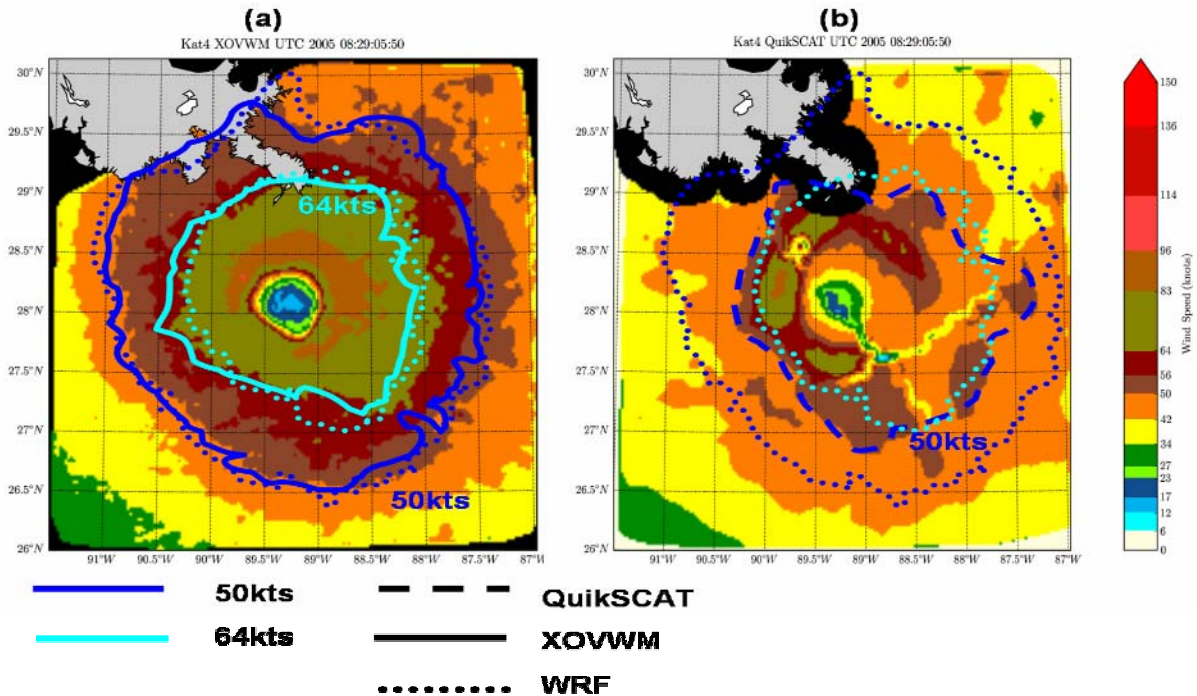 (a)
Kat4 XOVWM UTC 2005 08:29:05:50
30°N
29.5°N
29°N
28.5°N
28°N
27.5°N
27°N
26.5°N
26°N
64kts
50kts
91°W 90.5°W 90°W 89.5°W 89°W 88.5°W 88°W 87.5°W 87°W
(b)
Kat4 QuikSCAT UTC 2005 08:29:05:50
30°N
29.5°N
29°N
28.5°N
28°N
27.5°N
27°N
26.5°N
26°N
50kts
91°W 90.5°W 90°W 89.5°W 89°W 88.5°W 88°W 87.5°W 87°W
150
136
114
96
83
64
56
50
42
34
27
23
17
12
6
0
Wind Speed (knots)
50kts
64kts
QuikSCAT
XOVWM
WRF